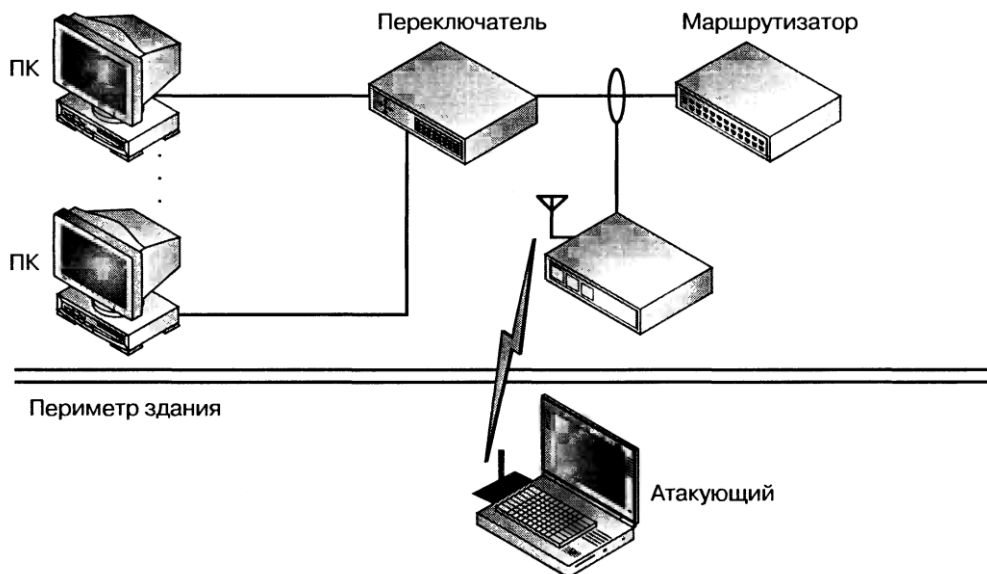 Переключатель
Маршрутизатор
ПК
ПК
Периметр здания
Атакующий